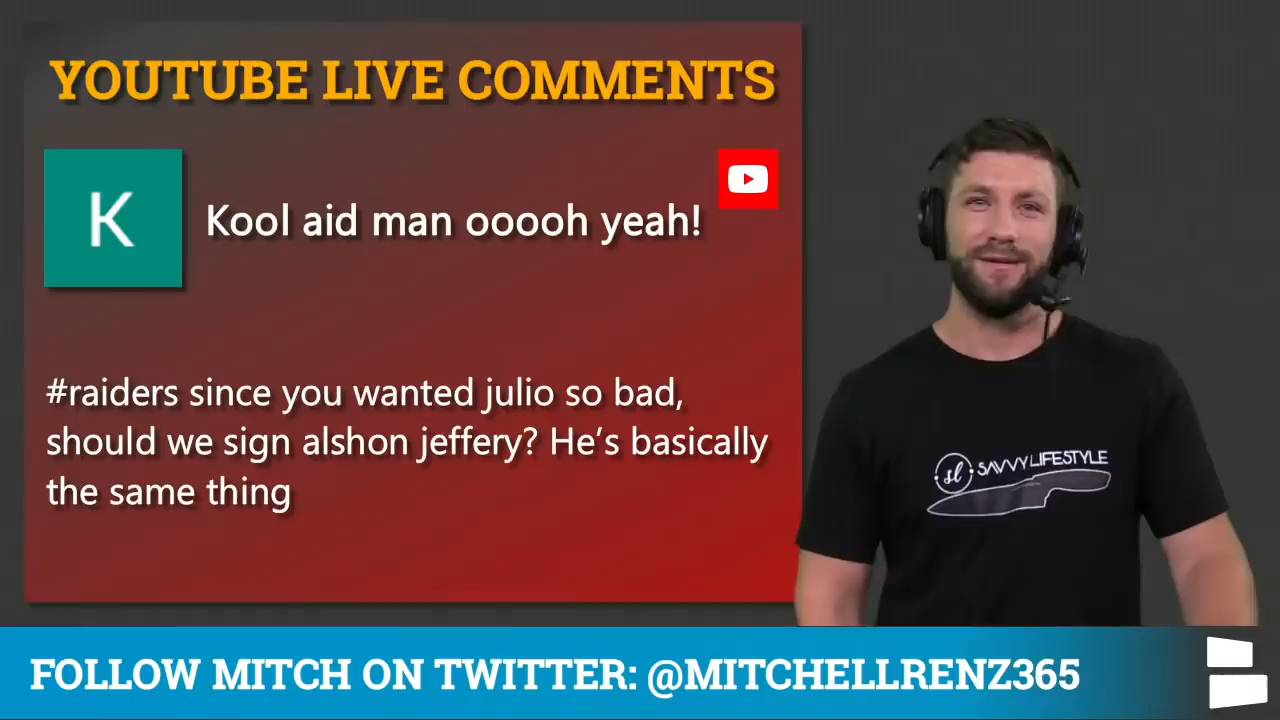 YOUTUBE LIVE COMMENTS
K
Kool aid man ooooh yeah!
#raiders since you wanted julio so bad,
should we sign alshon jeffery? He's basically
the same thing
sl SAVVY LIFESTYLE
FOLLOW MITCH ON TWITTER: @MITCHELLRENZ365